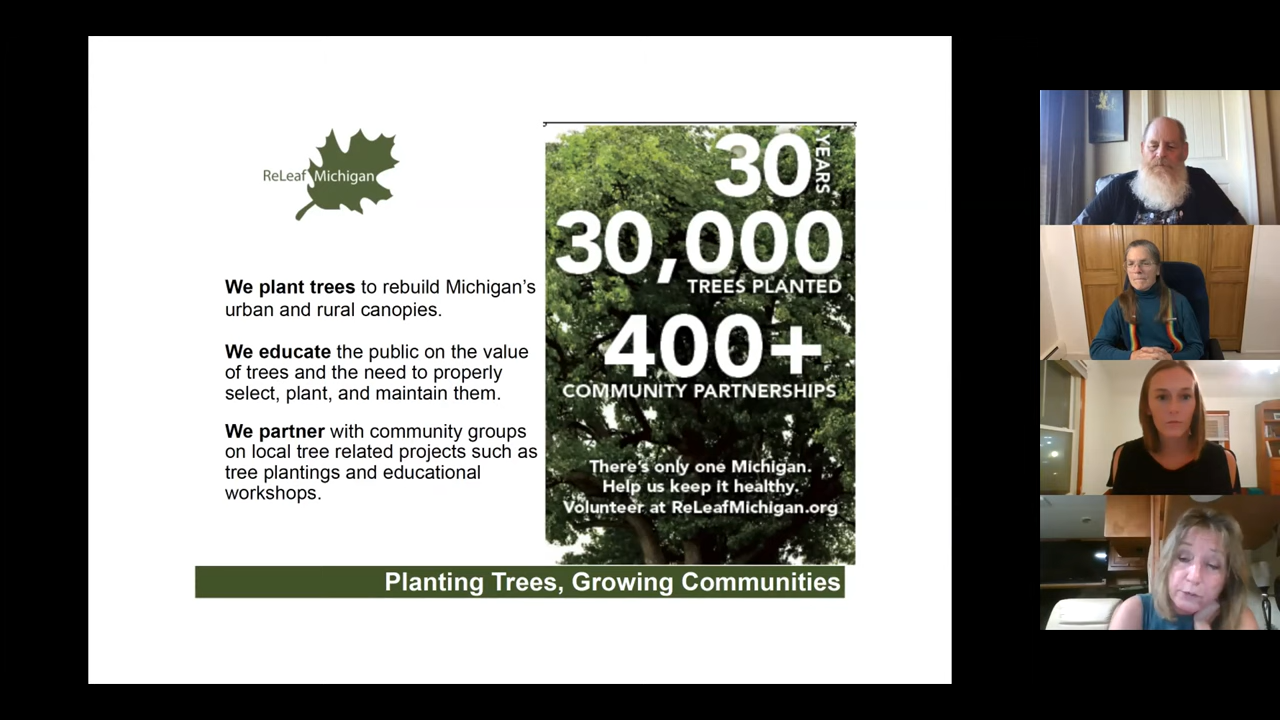 ReLeaf Michigan
We plant trees to rebuild Michigan's
urban and rural canopies.
We educate the public on the value
of trees and the need to properly
select, plant, and maintain them.
We partner with community groups
on local tree related projects such as
tree plantings and educational
workshops.
30 YEARS
30,000
TREES PLANTED
400+
COMMUNITY PARTNERSHIPS
There's only one Michigan.
Help us keep it healthy.
Volunteer at ReLeafMichigan.org
Planting Trees, Growing Communities